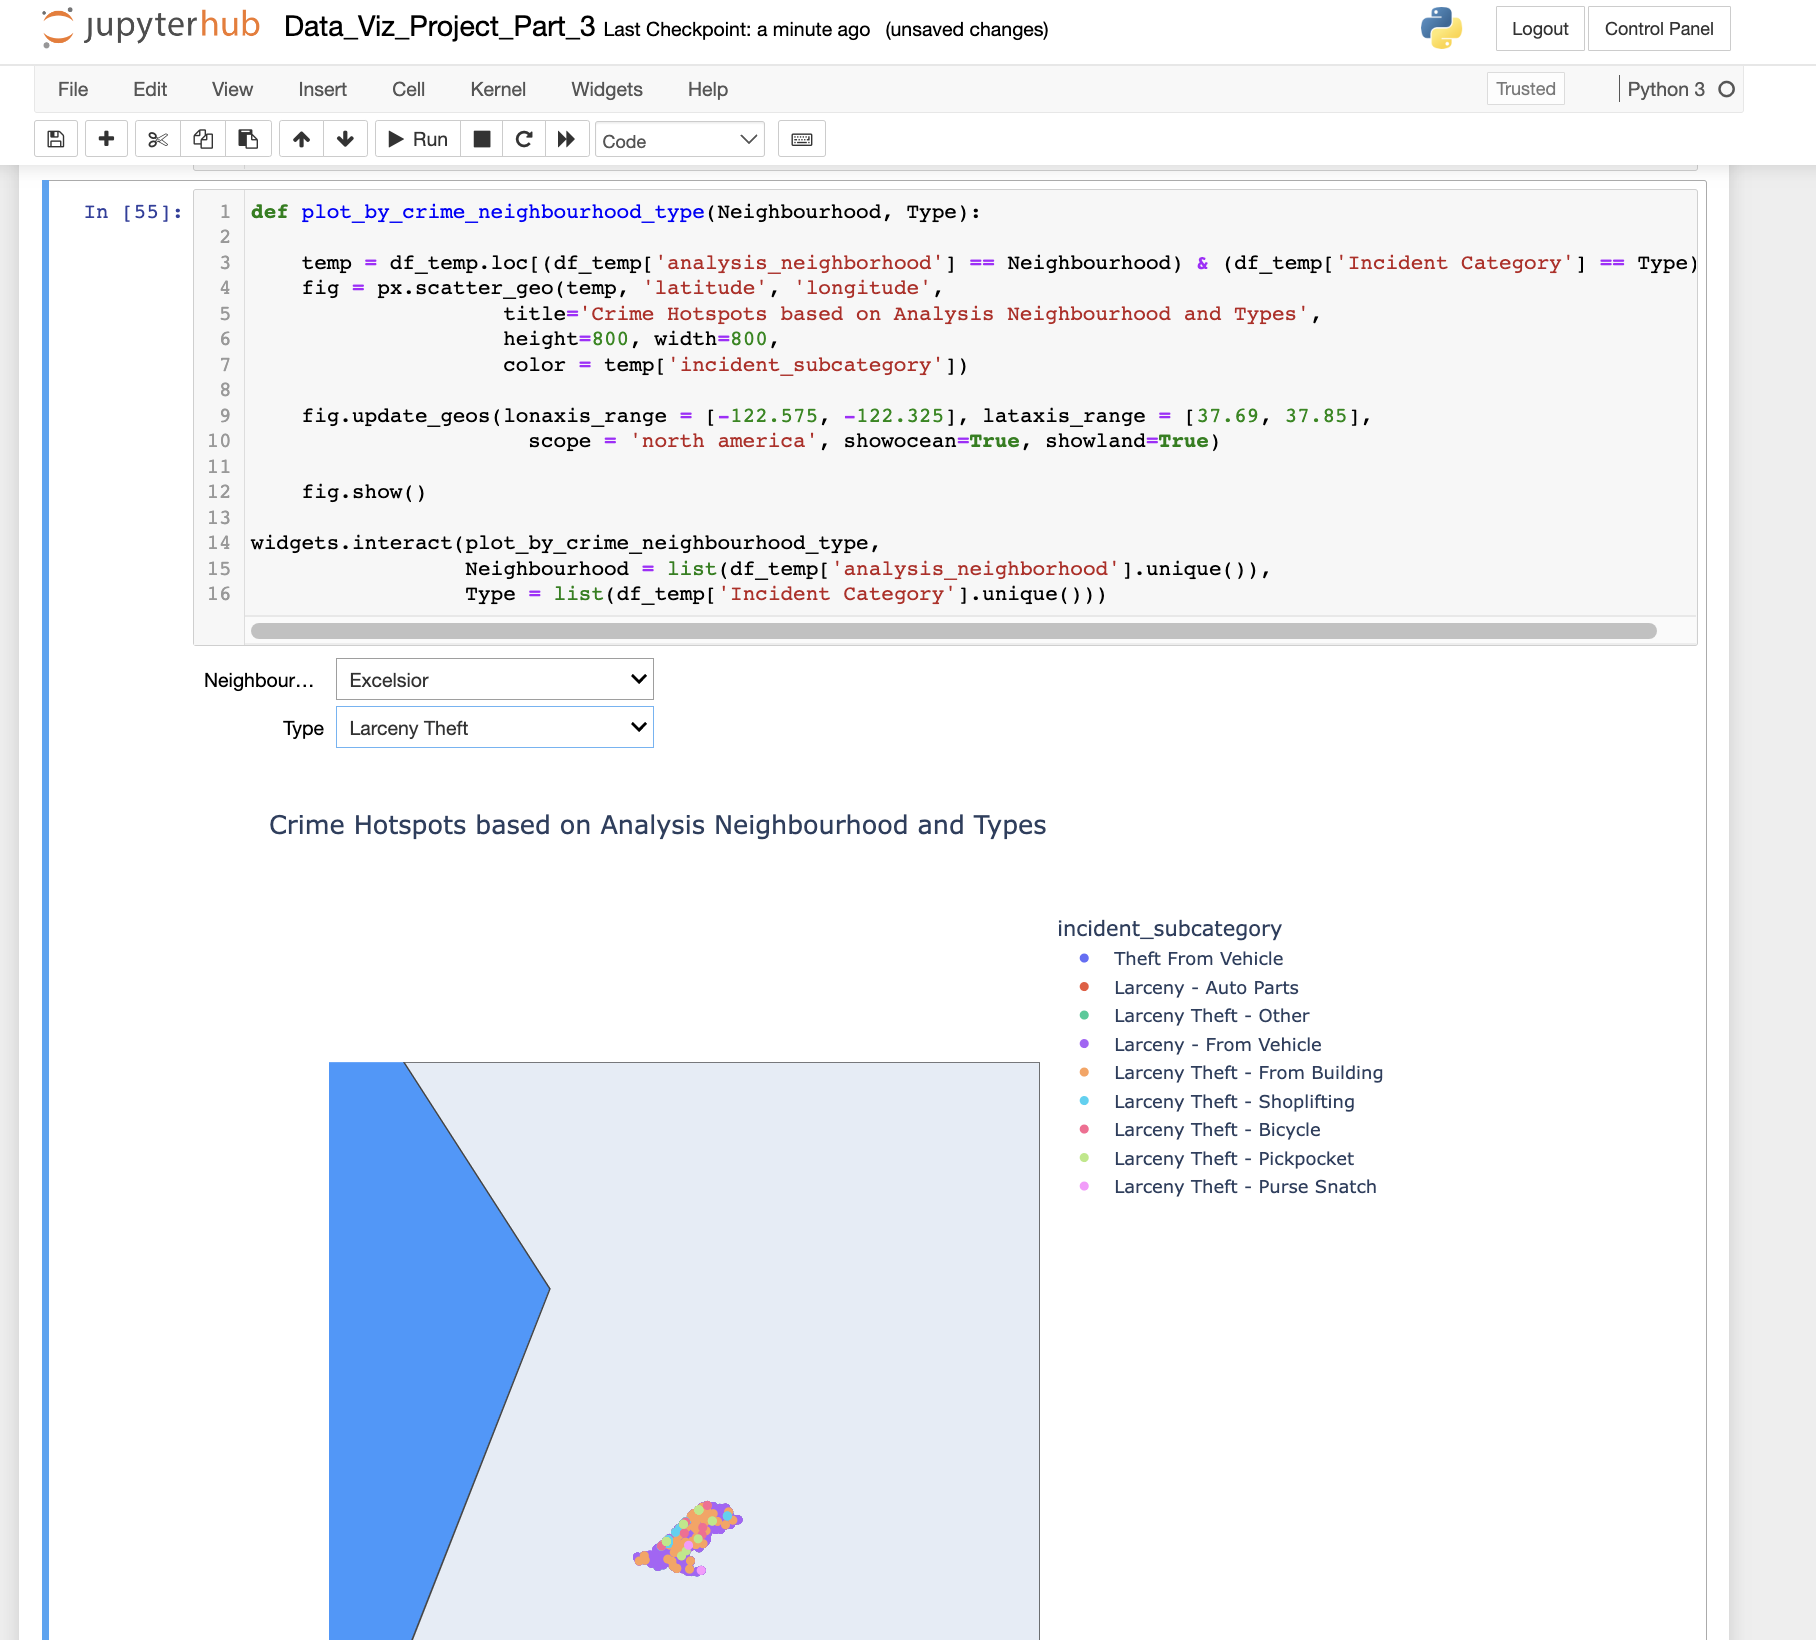 jupyterhub Data_Viz_Project_Part_3 Last Checkpoint: a minute ago (unsaved changes) Logout Control Panel
File Edit View Insert Cell Kernel Widgets Help Trusted Python 3
Run Code
In [55]:
1 def plot_by_crime_neighbourhood_type(Neighbourhood, Type):
2
3     temp = df_temp.loc[(df_temp['analysis_neighborhood'] == Neighbourhood) & (df_temp['Incident Category'] == Type)
4     fig = px.scatter_geo(temp, 'latitude', 'longitude',
5                     title='Crime Hotspots based on Analysis Neighbourhood and Types',
6                     height=800, width=800,
7                     color = temp['incident_subcategory'])
8
9     fig.update_geos(lonaxis_range = [-122.575, -122.325], lataxis_range = [37.69, 37.85],
10                       scope = 'north america', showocean=True, showland=True)
11
12     fig.show()
13
14 widgets.interact(plot_by_crime_neighbourhood_type,
15                  Neighbourhood = list(df_temp['analysis_neighborhood'].unique()),
16                  Type = list(df_temp['Incident Category'].unique()))
Neighbour... Excelsior
Type Larceny Theft
Crime Hotspots based on Analysis Neighbourhood and Types
incident_subcategory
Theft From Vehicle
Larceny - Auto Parts
Larceny Theft - Other
Larceny - From Vehicle
Larceny Theft - From Building
Larceny Theft - Shoplifting
Larceny Theft - Bicycle
Larceny Theft - Pickpocket
Larceny Theft - Purse Snatch